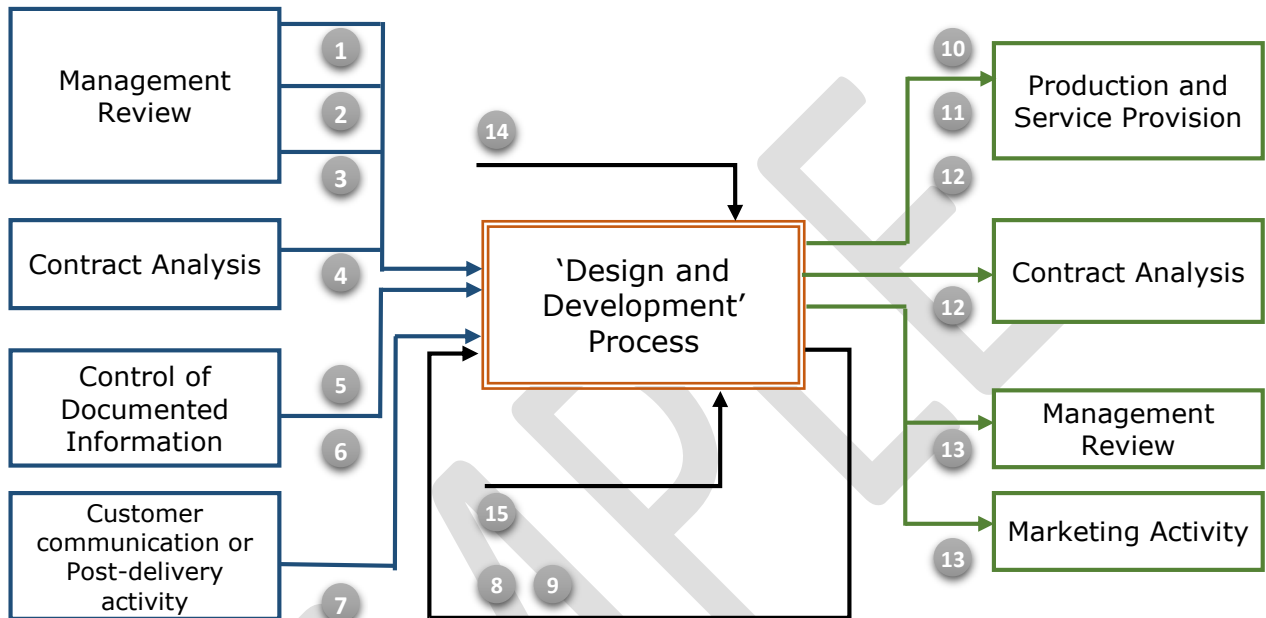 Management
Review
1
2
3
Contract Analysis
4
Control of
Documented
Information
5
6
Customer
communication or
Post-delivery
activity
7
14
‘Design and
Development’
Process
15
8 9
10
11
12
Production and
Service Provision
Contract Analysis
12
Management
Review
13
Marketing Activity
13